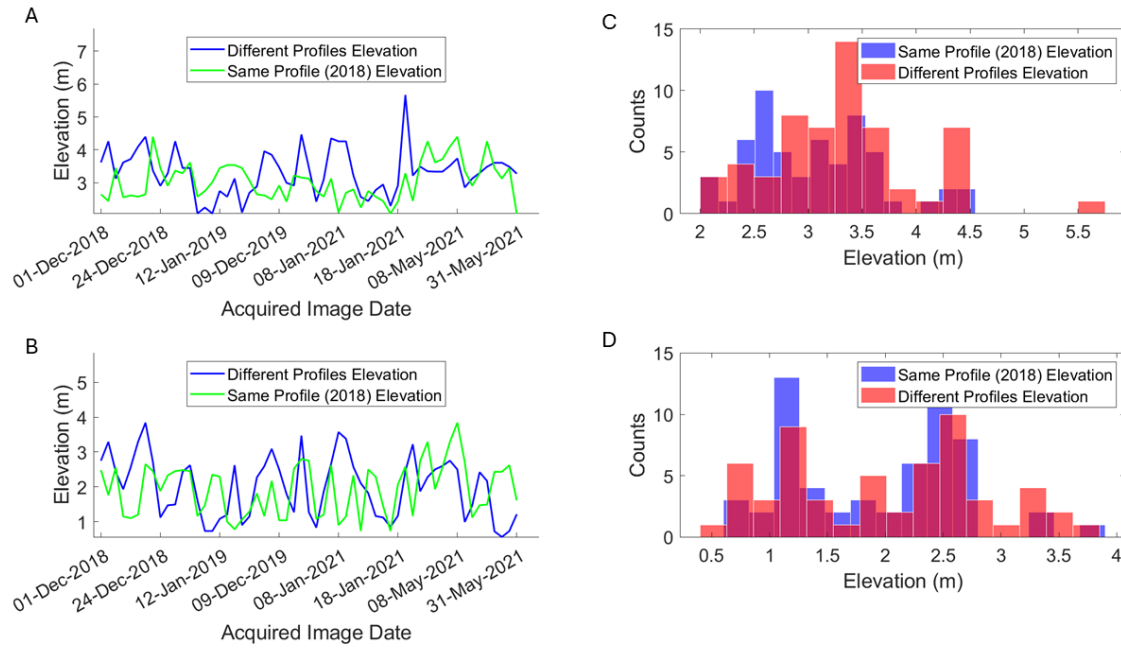 A
Elevation (m)
7
6
5
4
3
Different Profiles Elevation
Same Profile (2018) Elevation
01-Dec-2018
24-Dec-2018
12-Jan-2019
09-Dec-2019
08-Jan-2021
18-Jan-2021
08-May-2021
31-May-2021
Acquired Image Date
C
Counts
15
10
5
0
Same Profile (2018) Elevation
Different Profiles Elevation
2 2.5 3 3.5 4 4.5 5 5.5
Elevation (m)
B
Elevation (m)
5
4
3
2
1
Different Profiles Elevation
Same Profile (2018) Elevation
01-Dec-2018
24-Dec-2018
12-Jan-2019
09-Dec-2019
08-Jan-2021
18-Jan-2021
08-May-2021
31-May-2021
Acquired Image Date
D
Counts
15
10
5
0
Same Profile (2018) Elevation
Different Profiles Elevation
0.5 1 1.5 2 2.5 3 3.5 4
Elevation (m)